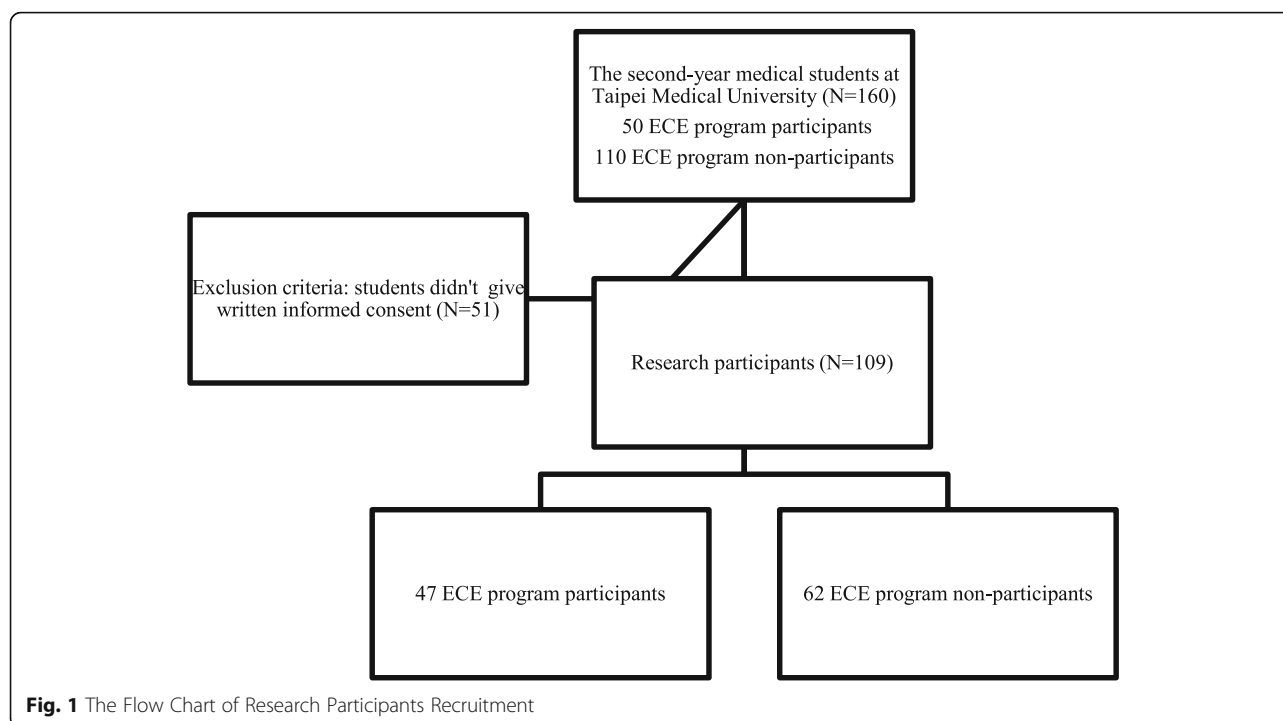 The second-year medical students at
Taipei Medical University (N=160)
50 ECE program participants
110 ECE program non-participants
Exclusion criteria: students didn't give
written informed consent (N=51)
Research participants (N=109)
47 ECE program participants
62 ECE program non-participants
Fig. 1 The Flow Chart of Research Participants Recruitment